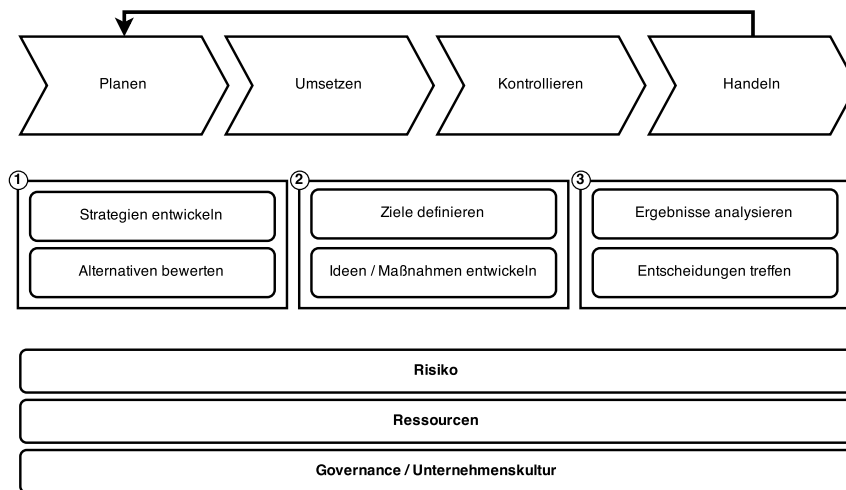 Planen
Umsetzen
Kontrollieren
Handeln
1
2
3
Strategien entwickeln
Ziele definieren
Ergebnisse analysieren
Alternativen bewerten
Ideen / Maßnahmen entwickeln
Entscheidungen treffen
Risiko
Ressourcen
Governance / Unternehmenskultur